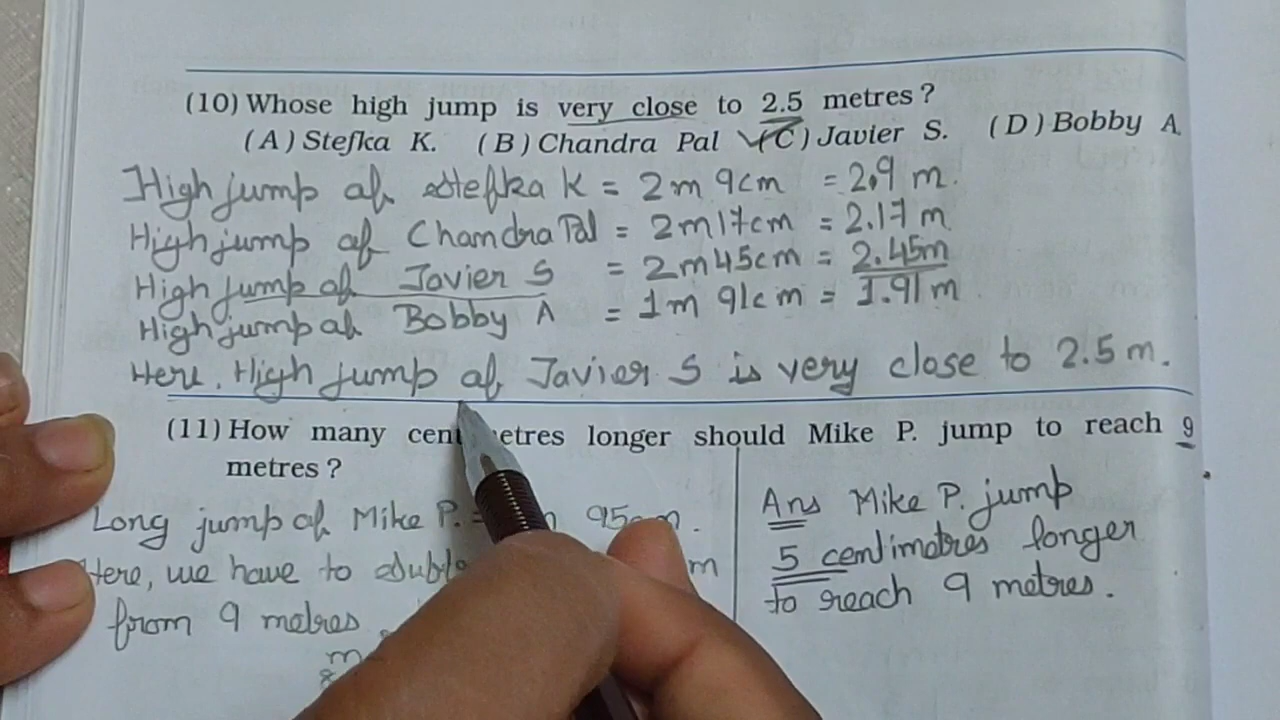 (10) Whose high jump is very close to 2.5 metres?
(A) Stefka K. (B) Chandra Pal (C) Javier S. (D) Bobby A.
High jump of Stefka K = 2m 9cm = 2.9 m.
High jump of Chandra Pal = 2m 17cm = 2.17 m
High jump of Javier S = 2m 45cm = 2.45m
High jump of Bobby A = 1m 91cm = 1.91 m
Here, High jump of Javier S is very close to 2.5 m.
(11) How many etres longer should Mike P. jump to reach 9
metres?
Long jump of Mike P. = 95cm.
Here, we have to m
from 9 metres
m
8
Ans Mike P. jump
5 centimetres longer
to reach 9 metres.